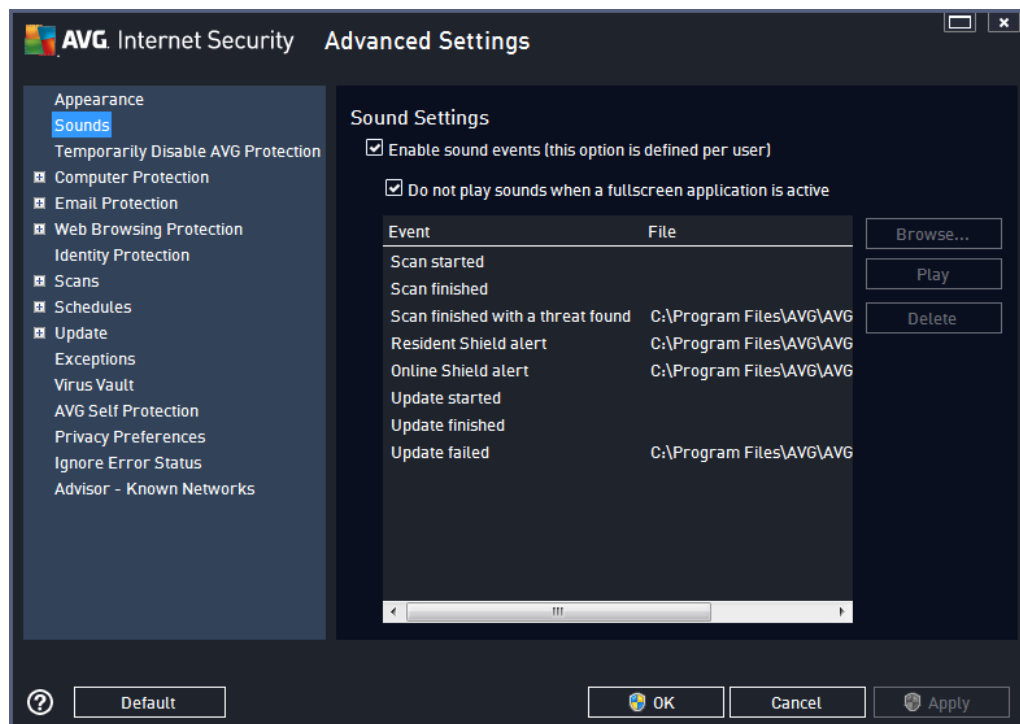 AVG. Internet Security Advanced Settings
Appearance
Sounds
Temporarily Disable AVG Protection
Computer Protection
Email Protection
Web Browsing Protection
Identity Protection
Scans
Schedules
Update
Exceptions
Virus Vault
AVG Self Protection
Privacy Preferences
Ignore Error Status
Advisor - Known Networks
Sound Settings
Enable sound events (this option is defined per user)
Do not play sounds when a fullscreen application is active
Event File
Scan started
Scan finished
Scan finished with a threat found C:\Program Files\AVG\AVG
Resident Shield alert C:\Program Files\AVG\AVG
Online Shield alert C:\Program Files\AVG\AVG
Update started
Update finished
Update failed C:\Program Files\AVG\AVG
Browse...
Play
Delete
? Default OK Cancel Apply